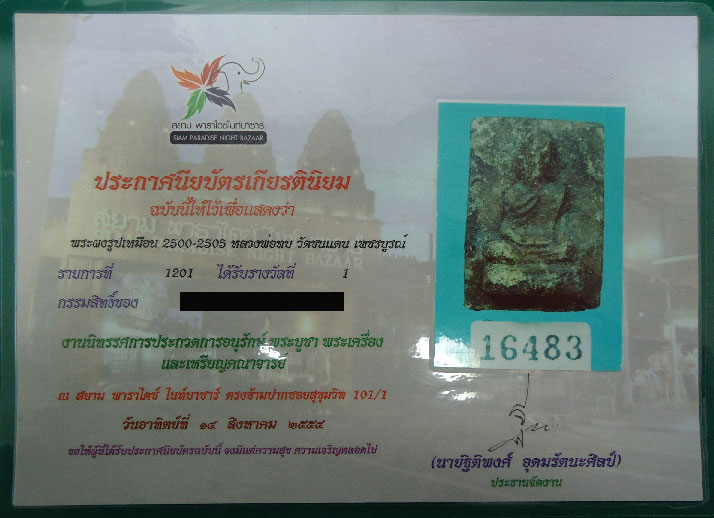 สยาม พาราไดซ์ไนท์บาซาร์
SIAM PARADISE NIGHT BAZAAR
ประกาศนียบัตรเกียรตินิยม
ฉบับนี้ให้ไว้เพื่อแสดงว่า
พระผงรูปเหมือน 2500-2505 หลวงพ่อทบ วัดชนแดน เพชรบูรณ์
รายการที่ 1201 ได้รับรางวัลที่ 1
กรรมสิทธิ์ของ
งานนิทรรศการประกวดการอนุรักษ์ พระบูชา พระเครื่อง
และเหรียญคณาจารย์
ณ สยาม พาราไดซ์ ไนท์บาซาร์ ตรงข้ามปากซอยสุขุมวิท 101/1
วันอาทิตย์ที่ ๑๔ สิงหาคม ๒๕๕๔
ขอให้ผู้ที่ได้รับประกาศนียบัตรฉบับนี้ จงมีแต่ความสุข ความเจริญตลอดไป
16483
(นายฐิติพงศ์ อุดมรัตนะศิลป์)
ประธานจัดงาน